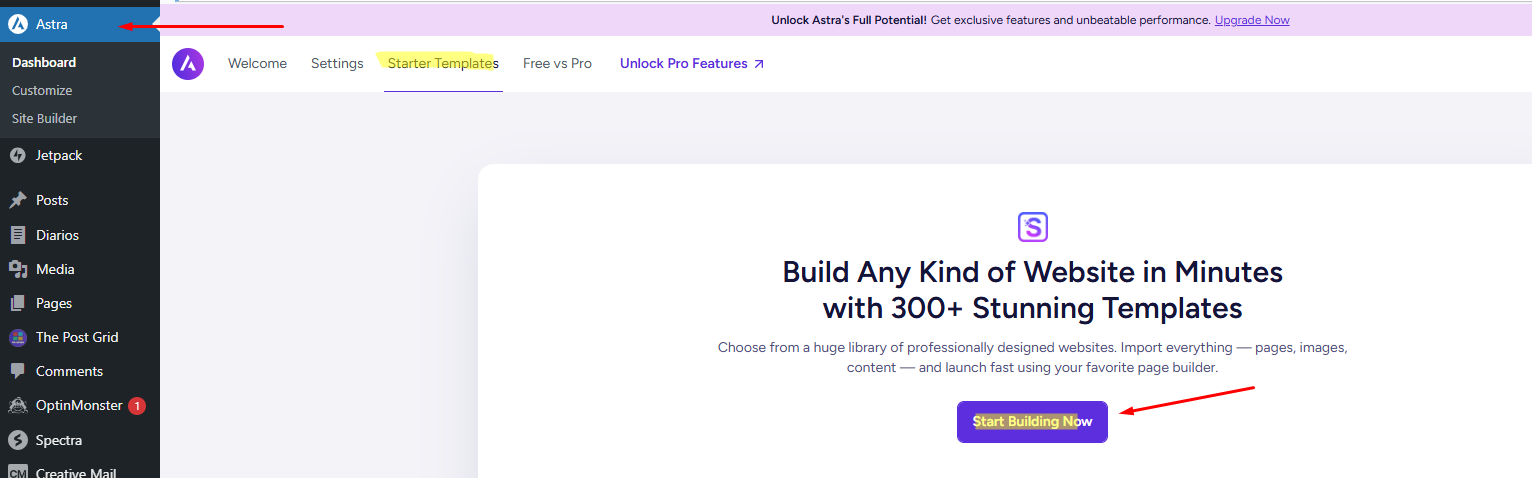 Astra
Dashboard
Customize
Site Builder
Jetpack
Posts
Diarios
Media
Pages
The Post Grid
Comments
OptinMonster 1
Spectra
CM Creative Mail
Unlock Astra's Full Potential! Get exclusive features and unbeatable performance. Upgrade Now
Welcome Settings Starter Templates Free vs Pro Unlock Pro Features
S
Build Any Kind of Website in Minutes
with 300+ Stunning Templates
Choose from a huge library of professionally designed websites. Import everything — pages, images,
content — and launch fast using your favorite page builder.
Start Building Now